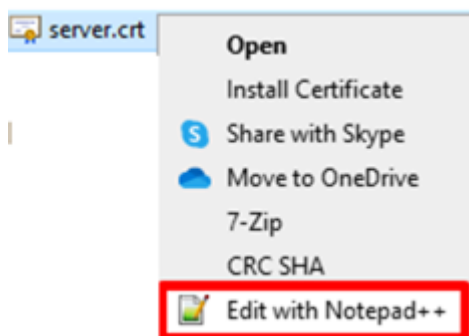 server.crt
Open
Install Certificate
Share with Skype
Move to OneDrive
7-Zip
CRC SHA
Edit with Notepad++